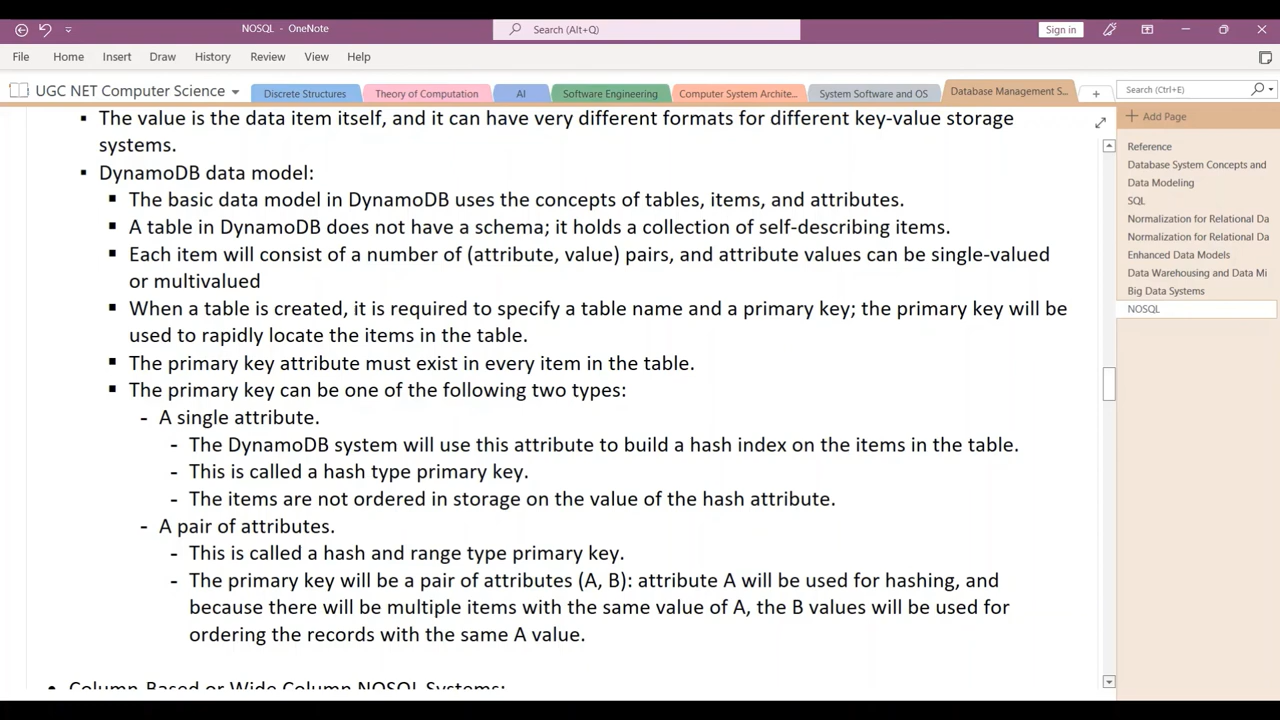 NOSQL - OneNote
Search (Alt+Q)
Sign in
File Home Insert Draw History Review View Help
UGC NET Computer Science
Discrete Structures
Theory of Computation
AI
Software Engineering
Computer System Archite...
System Software and OS
Database Management S...
Search (Ctrl+E)
▪ The value is the data item itself, and it can have very different formats for different key-value storage
systems.
▪ DynamoDB data model:
▪ The basic data model in DynamoDB uses the concepts of tables, items, and attributes.
▪ A table in DynamoDB does not have a schema; it holds a collection of self-describing items.
▪ Each item will consist of a number of (attribute, value) pairs, and attribute values can be single-valued
or multivalued
▪ When a table is created, it is required to specify a table name and a primary key; the primary key will be
used to rapidly locate the items in the table.
▪ The primary key attribute must exist in every item in the table.
▪ The primary key can be one of the following two types:
- A single attribute.
- The DynamoDB system will use this attribute to build a hash index on the items in the table.
- This is called a hash type primary key.
- The items are not ordered in storage on the value of the hash attribute.
- A pair of attributes.
- This is called a hash and range type primary key.
- The primary key will be a pair of attributes (A, B): attribute A will be used for hashing, and
because there will be multiple items with the same value of A, the B values will be used for
ordering the records with the same A value.
• Column-Based or Wide Column NOSQL Systems:
Add Page
Reference
Database System Concepts and
Data Modeling
SQL
Normalization for Relational Da
Normalization for Relational Da
Enhanced Data Models
Data Warehousing and Data Mi
Big Data Systems
NOSQL